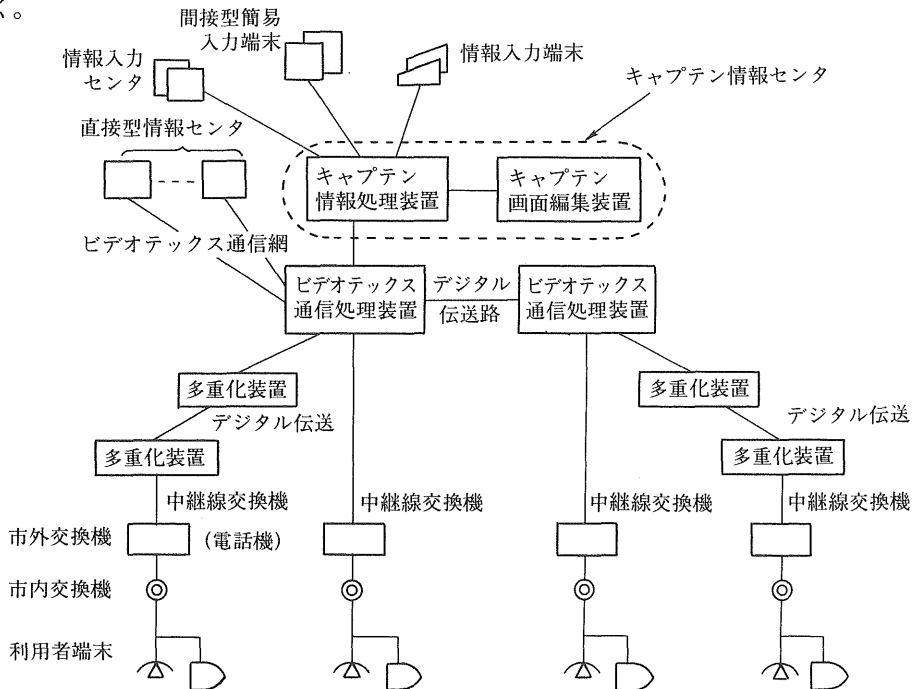 く。
間接型簡易
入力端末
情報入力
センタ
情報入力端末
キャプテン情報センタ
直接型情報センタ
キャプテン
情報処理装置
キャプテン
画面編集装置
ビデオテックス通信網
ビデオテックス
通信処理装置
デジタル
伝送路
ビデオテックス
通信処理装置
多重化装置
多重化装置
デジタル伝送
デジタル伝送
多重化装置
多重化装置
中継線交換機
中継線交換機
中継線交換機
中継線交換機
市外交換機
(電話機)
市内交換機
利用者端末